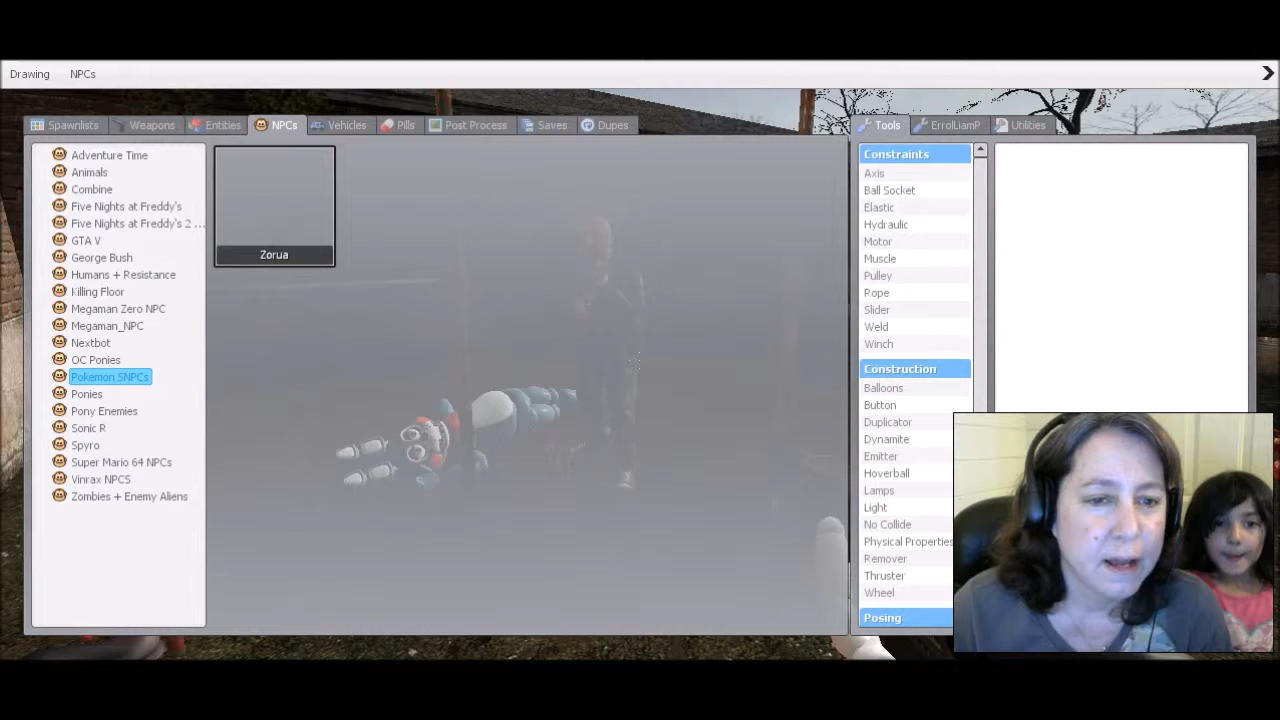 Drawing NPCs
Spawnlists Weapons Entities NPCs Vehicles Pills Post Process Saves Dupes
Tools ErrolLiamP Utilities
Adventure Time
Animals
Combine
Five Nights at Freddy's
Five Nights at Freddy's 2 ...
GTA V
George Bush
Humans + Resistance
Killing Floor
Megaman Zero NPC
Megaman_NPC
Nextbot
OC Ponies
Pokemon SNPCs
Ponies
Pony Enemies
Sonic R
Spyro
Super Mario 64 NPCs
Vinrax NPCS
Zombies + Enemy Aliens
Zorua
Constraints
Axis
Ball Socket
Elastic
Hydraulic
Motor
Muscle
Pulley
Rope
Slider
Weld
Winch
Construction
Balloons
Button
Duplicator
Dynamite
Emitter
Hoverball
Lamps
Light
No Collide
Physical Properties
Remover
Thruster
Wheel
Posing